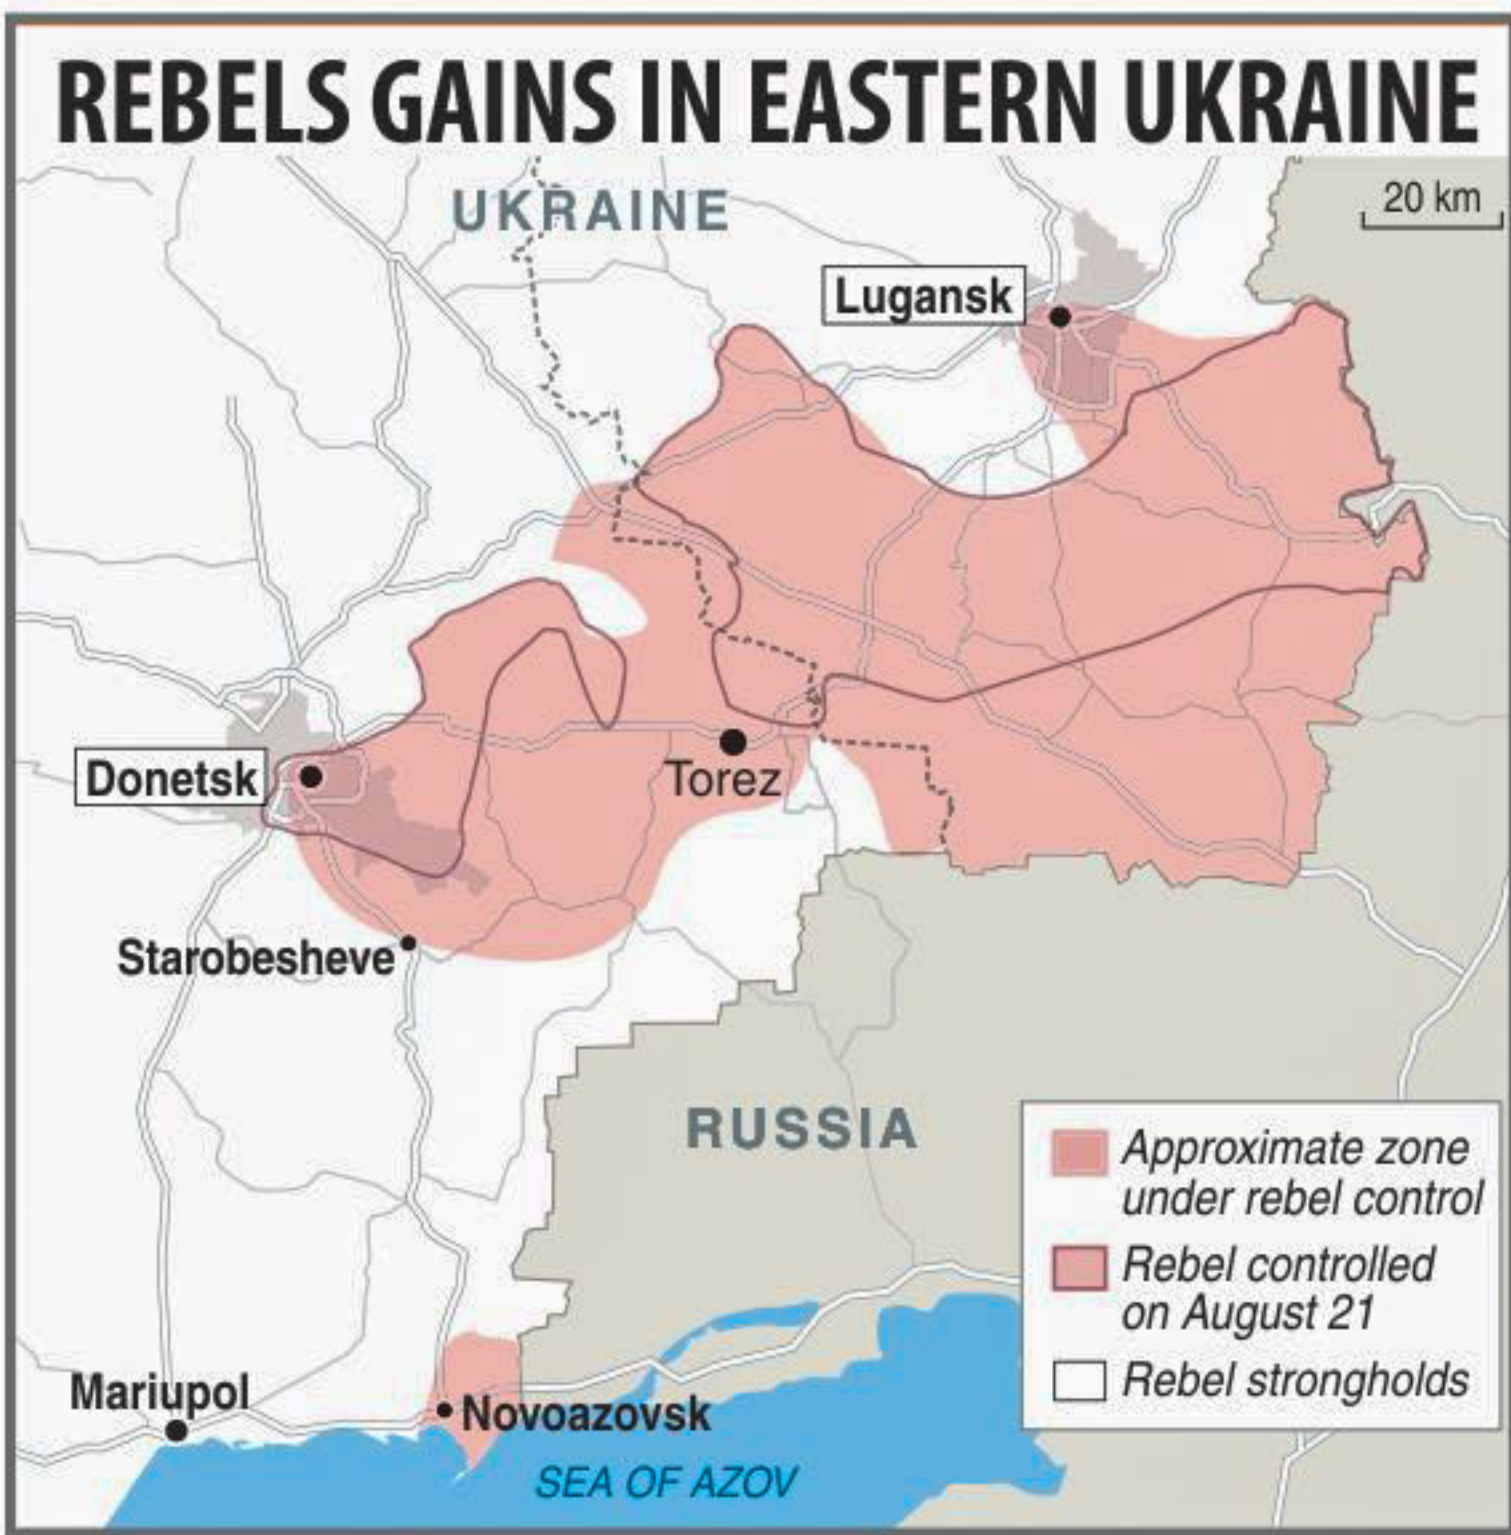 REBELS GAINS IN EASTERN UKRAINE
UKRAINE
20 km
Lugansk
Donetsk
Torez
Starobesheve
RUSSIA
Approximate zone
under rebel control
Rebel controlled
on August 21
Rebel strongholds
Mariupol
Novoazovsk
SEA OF AZOV